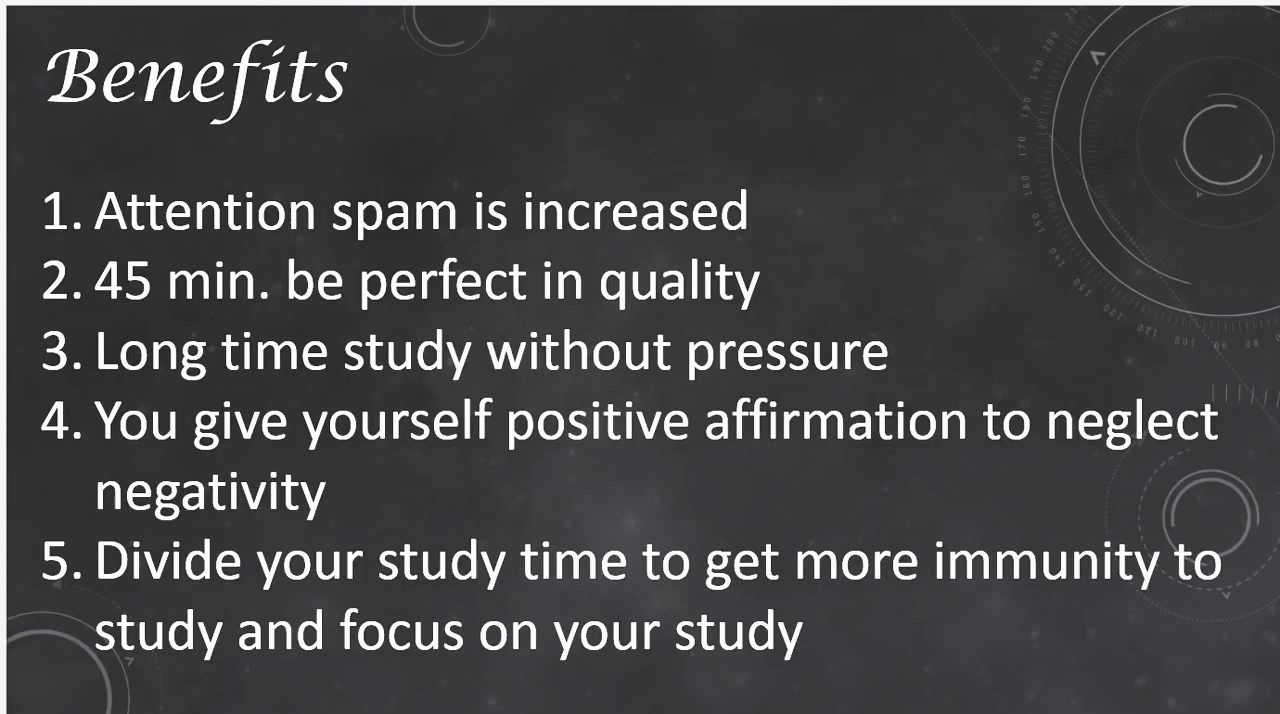 Benefits
1. Attention spam is increased
2. 45 min. be perfect in quality
3. Long time study without pressure
4. You give yourself positive affirmation to neglect
negativity
5. Divide your study time to get more immunity to
study and focus on your study